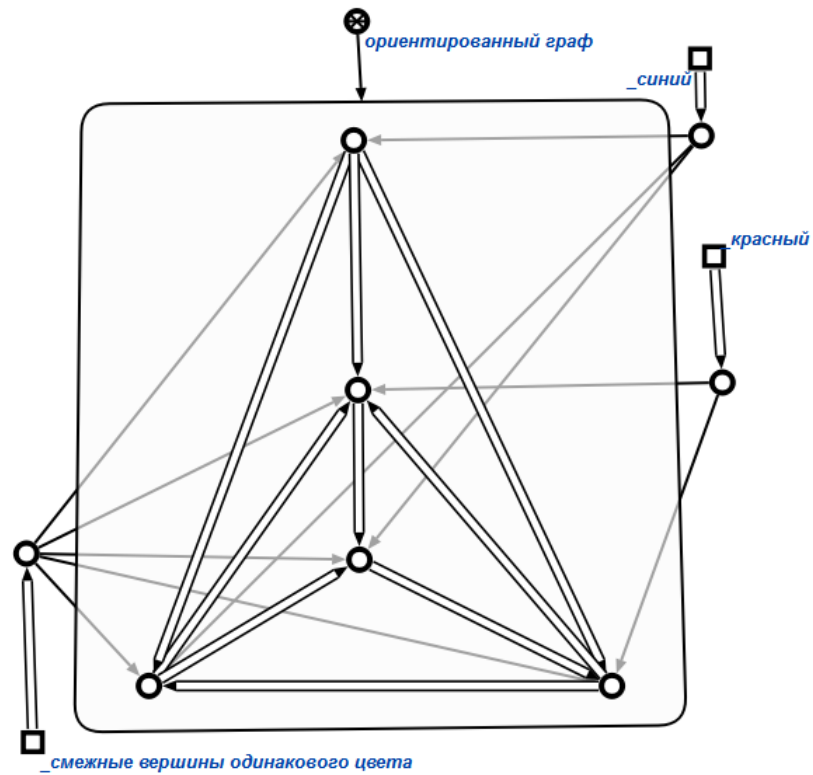 ориентированный граф
_синий
_красный
_смежные вершины одинакового цвета